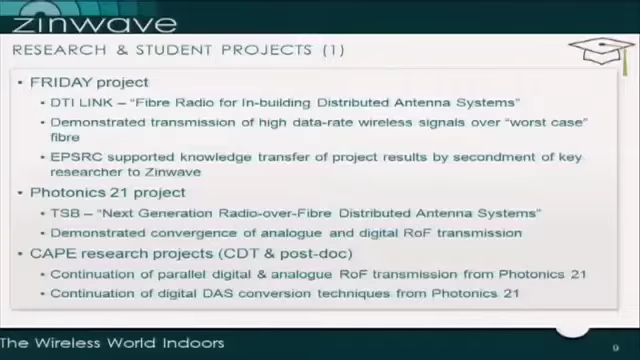 zinwave
RESEARCH & STUDENT PROJECTS (1)
• FRIDAY project
• DTI LINK – "Fibre Radio for In-building Distributed Antenna Systems"
• Demonstrated transmission of high data-rate wireless signals over "worst case"
fibre
• EPSRC supported knowledge transfer of project results by secondment of key
researcher to Zinwave
• Photonics 21 project
• TSB – "Next Generation Radio-over-Fibre Distributed Antenna Systems"
• Demonstrated convergence of analogue and digital RoF transmission
• CAPE research projects (CDT & post-doc)
• Continuation of parallel digital & analogue RoF transmission from Photonics 21
• Continuation of digital DAS conversion techniques from Photonics 21
The Wireless World Indoors
9